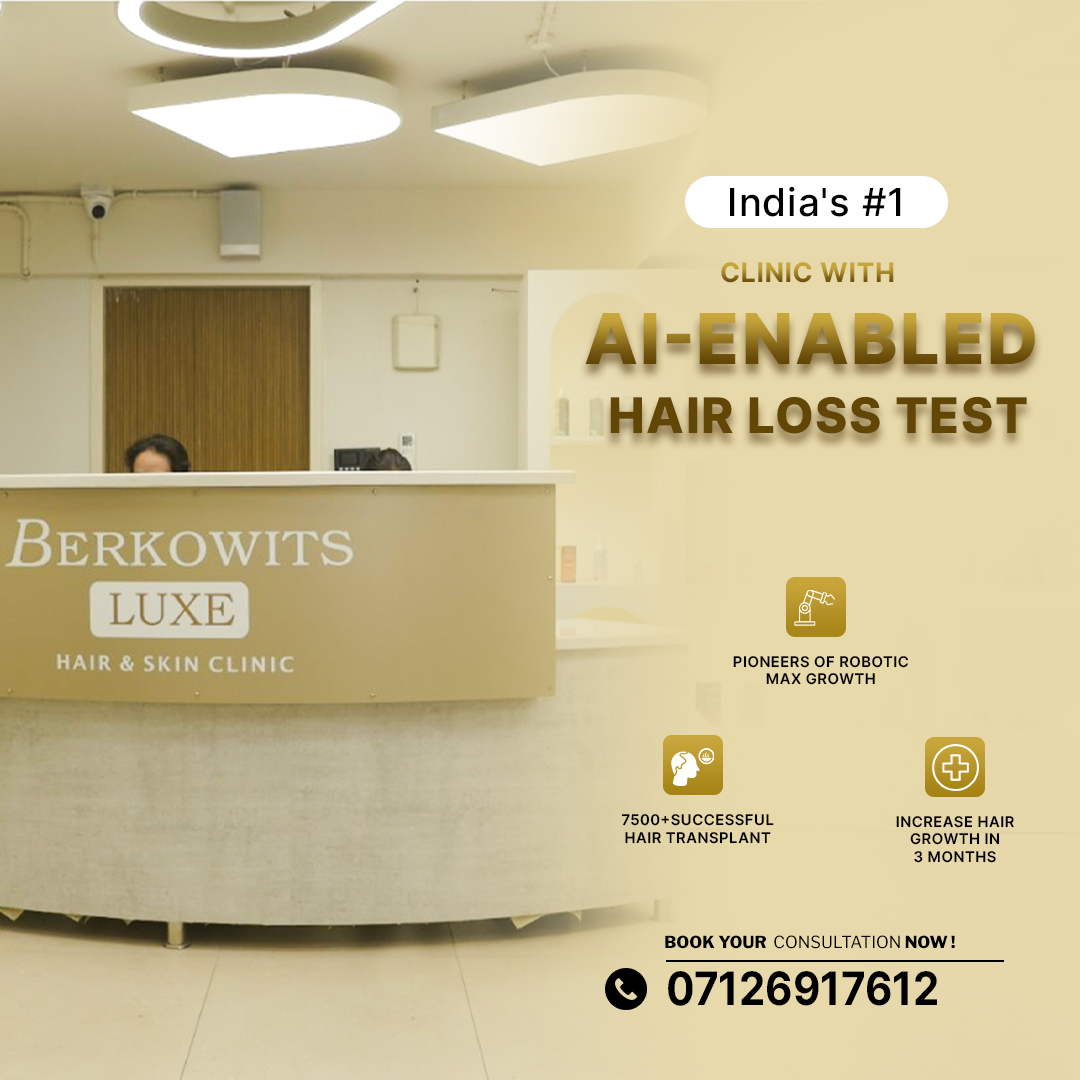 India's #1
CLINIC WITH
AI-ENABLED
HAIR LOSS TEST
BERKOWITS
LUXE
HAIR & SKIN CLINIC
PIONEERS OF ROBOTIC
MAX GROWTH
7500+SUCCESSFUL
HAIR TRANSPLANT
INCREASE HAIR
GROWTH IN
3 MONTHS
BOOK YOUR CONSULTATION NOW !
07126917612